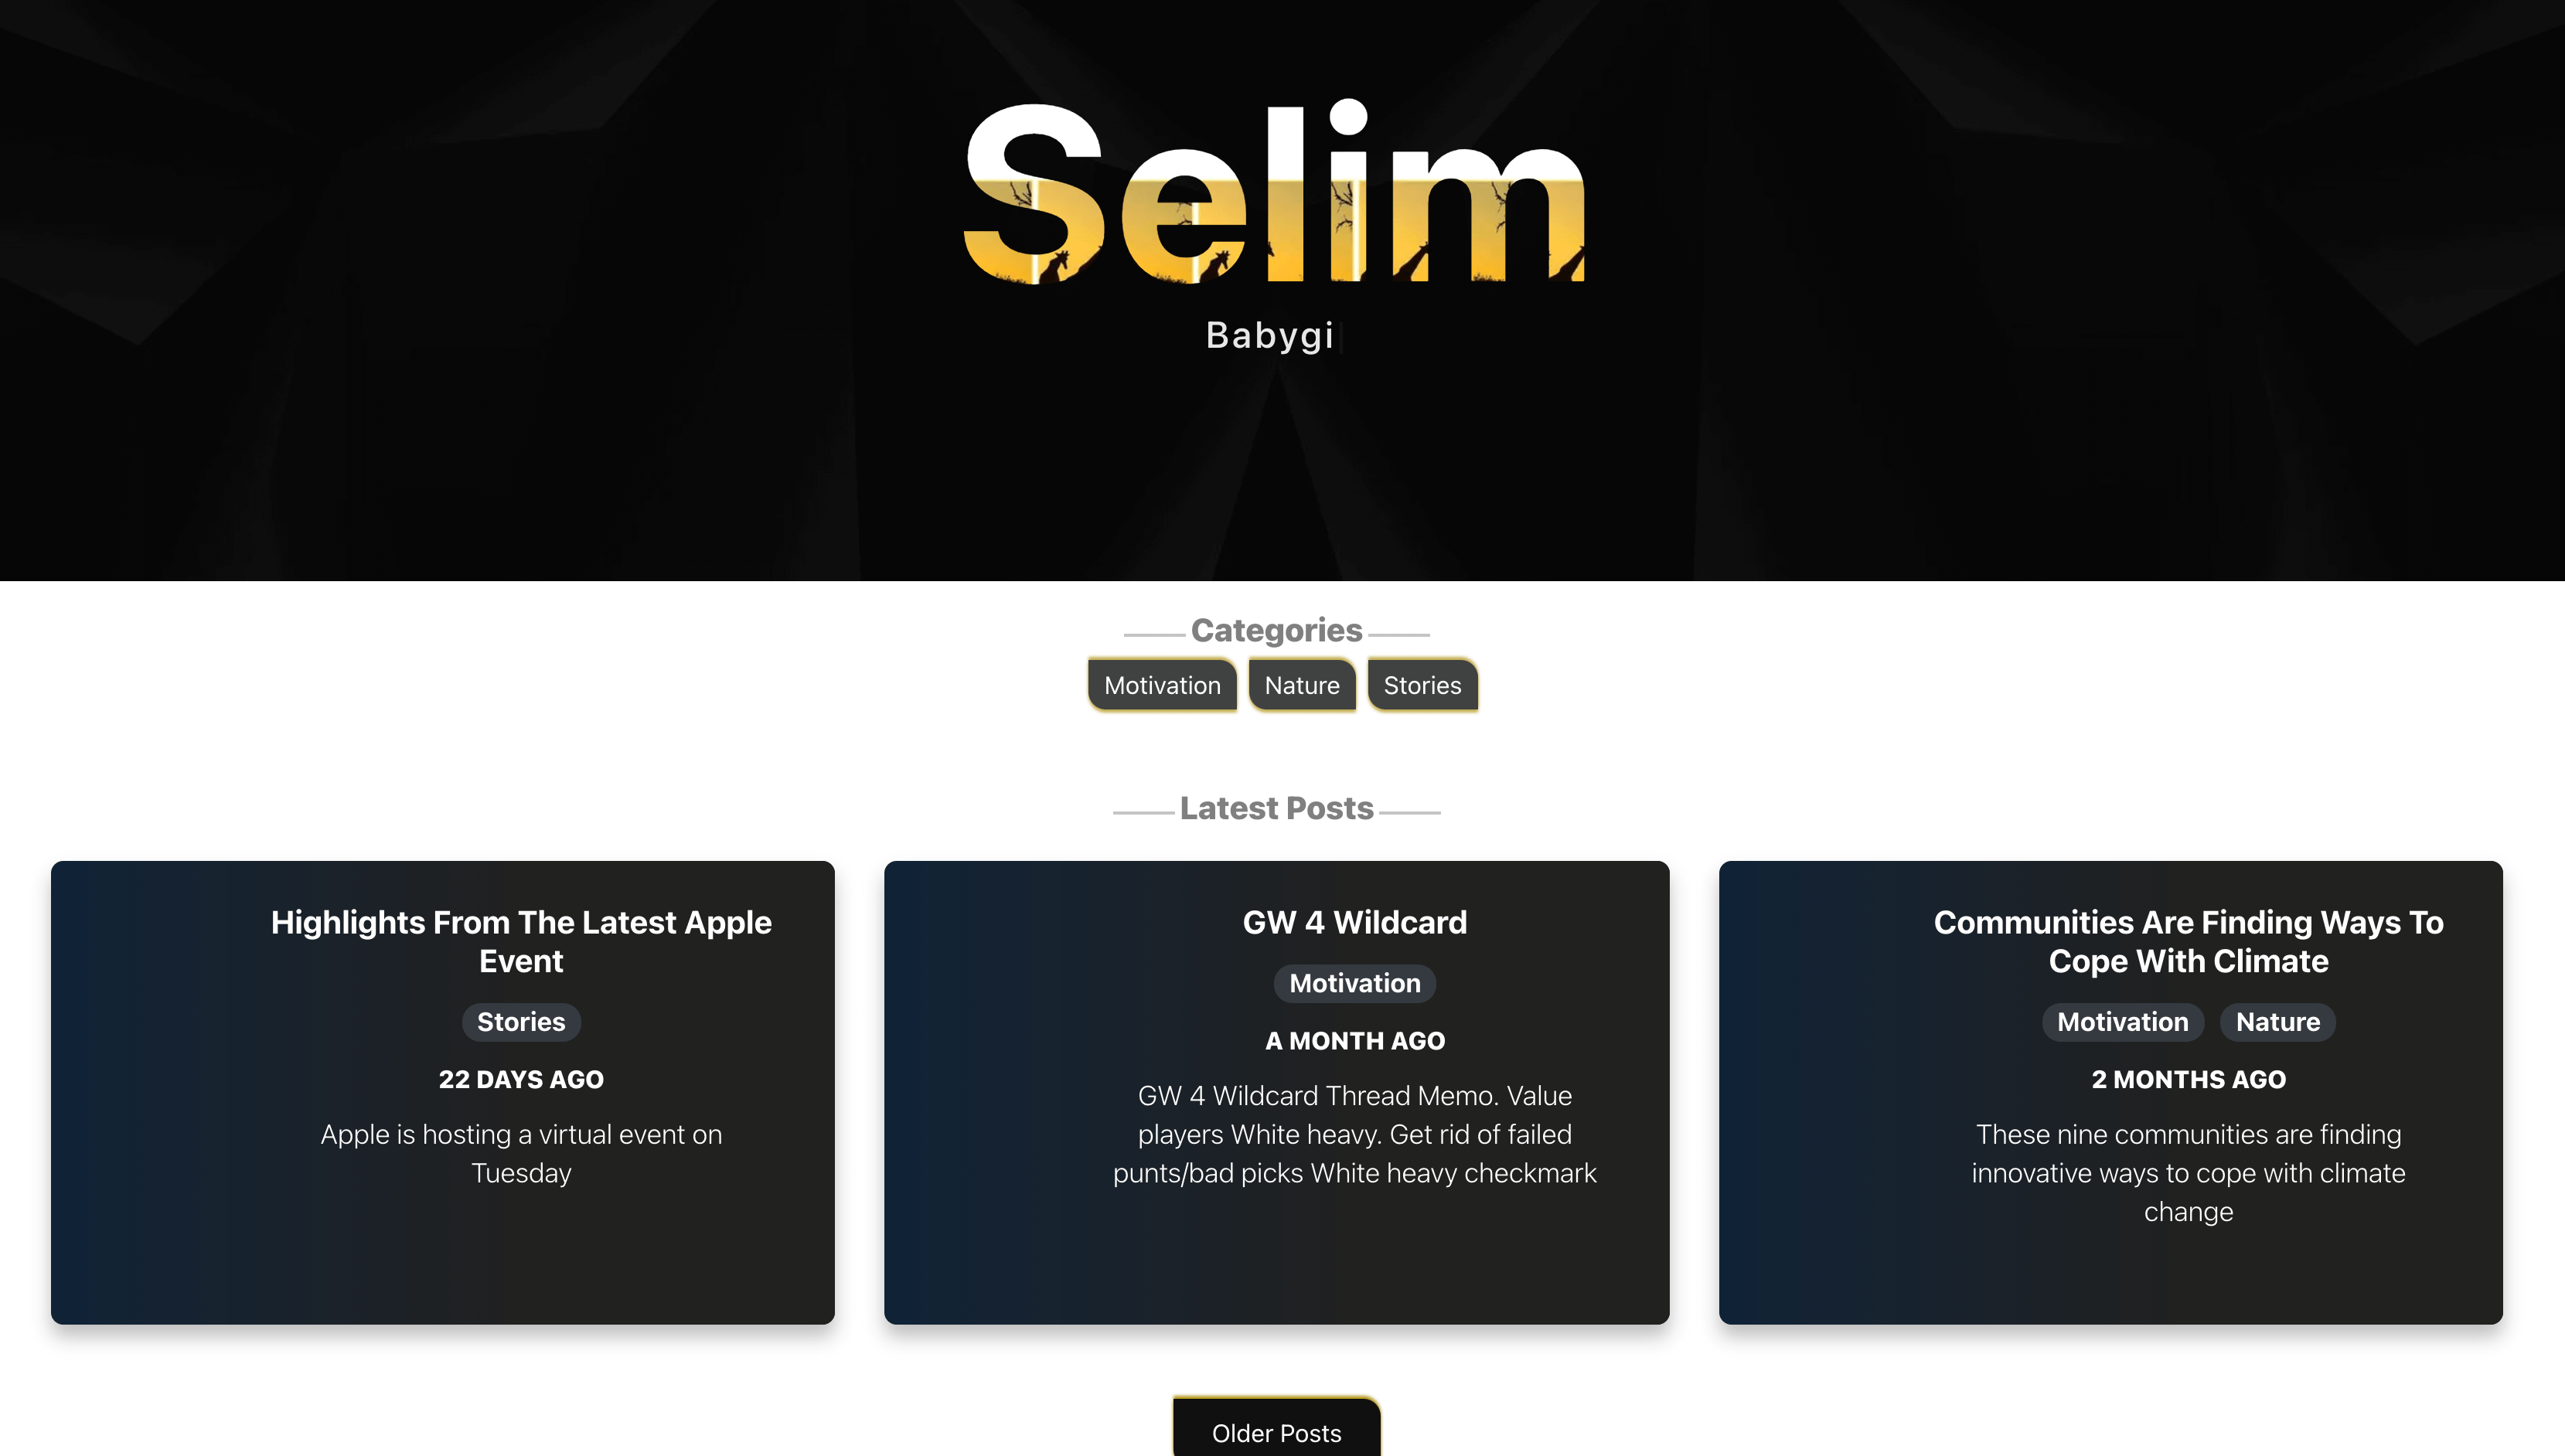 Selim
Babygi
Categories
Motivation
Nature
Stories
Latest Posts
Highlights From The Latest Apple
Event
Stories
22 DAYS AGO
Apple is hosting a virtual event on
Tuesday
GW 4 Wildcard
Motivation
A MONTH AGO
GW 4 Wildcard Thread Memo. Value
players White heavy. Get rid of failed
punts/bad picks White heavy checkmark
Communities Are Finding Ways To
Cope With Climate
Motivation Nature
2 MONTHS AGO
These nine communities are finding
innovative ways to cope with climate
change
Older Posts